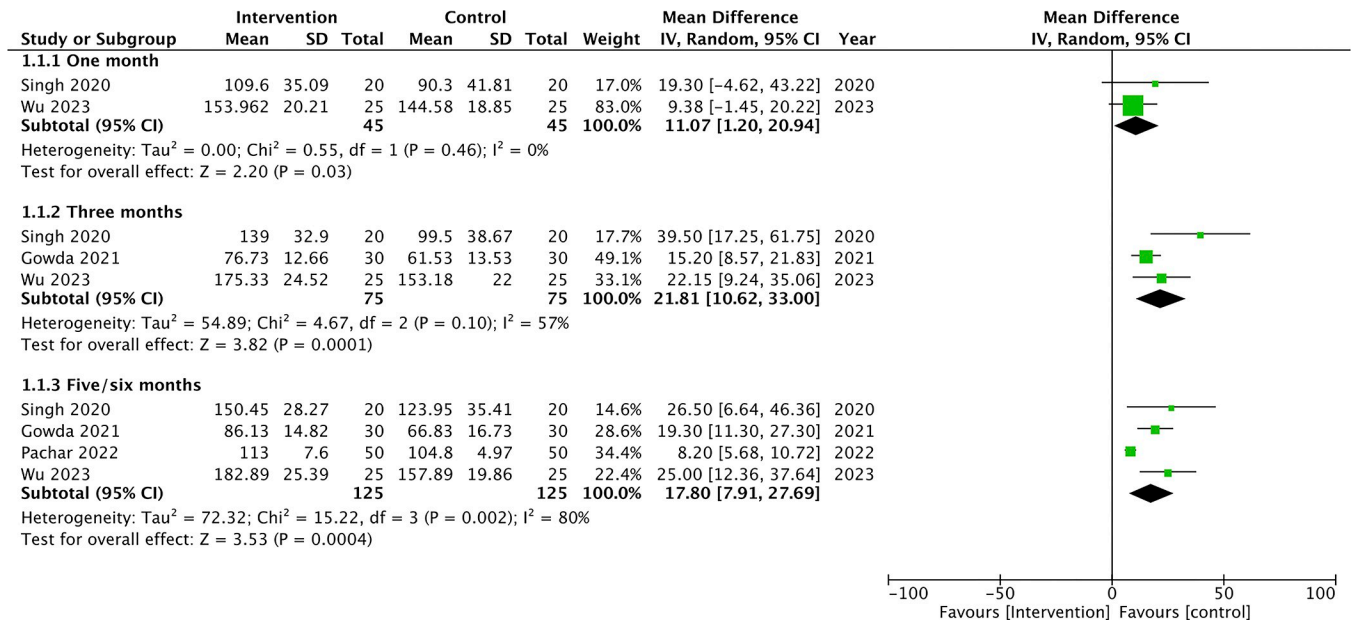 Intervention Control Mean Difference Mean Difference
Study or Subgroup Mean SD Total Mean SD Total Weight IV, Random, 95% CI Year IV, Random, 95% CI
1.1.1 One month
Singh 2020 109.6 35.09 20 90.3 41.81 20 17.0% 19.30 [−4.62, 43.22] 2020
Wu 2023 153.962 20.21 25 144.58 18.85 25 83.0% 9.38 [−1.45, 20.22] 2023
Subtotal (95% CI) 45 45 100.0% 11.07 [1.20, 20.94]
Heterogeneity: Tau² = 0.00; Chi² = 0.55, df = 1 (P = 0.46); I² = 0%
Test for overall effect: Z = 2.20 (P = 0.03)
1.1.2 Three months
Singh 2020 139 32.9 20 99.5 38.67 20 17.7% 39.50 [17.25, 61.75] 2020
Gowda 2021 76.73 12.66 30 61.53 13.53 30 49.1% 15.20 [8.57, 21.83] 2021
Wu 2023 175.33 24.52 25 153.18 22 25 33.1% 22.15 [9.24, 35.06] 2023
Subtotal (95% CI) 75 75 100.0% 21.81 [10.62, 33.00]
Heterogeneity: Tau² = 54.89; Chi² = 4.67, df = 2 (P = 0.10); I² = 57%
Test for overall effect: Z = 3.82 (P = 0.0001)
1.1.3 Five/six months
Singh 2020 150.45 28.27 20 123.95 35.41 20 14.6% 26.50 [6.64, 46.36] 2020
Gowda 2021 86.13 14.82 30 66.83 16.73 30 28.6% 19.30 [11.30, 27.30] 2021
Pachar 2022 113 7.6 50 104.8 4.97 50 34.4% 8.20 [5.68, 10.72] 2022
Wu 2023 182.89 25.39 25 157.89 19.86 25 22.4% 25.00 [12.36, 37.64] 2023
Subtotal (95% CI) 125 125 100.0% 17.80 [7.91, 27.69]
Heterogeneity: Tau² = 72.32; Chi² = 15.22, df = 3 (P = 0.002); I² = 80%
Test for overall effect: Z = 3.53 (P = 0.0004)
−100 −50 0 50 100
Favours [Intervention] Favours [control]